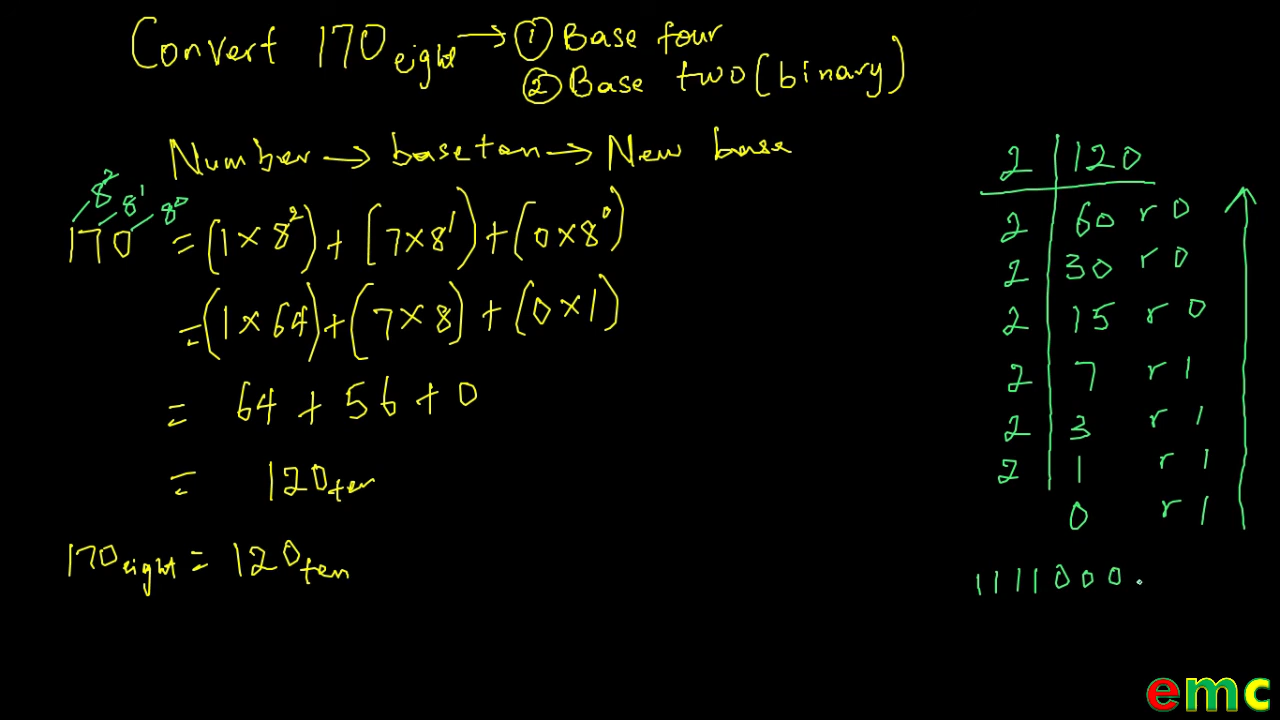 Convert 170eight → ① Base four
② Base two (binary)
Number → base ten → New base
8² 8¹ 8⁰
170 = (1 × 8²) + (7 × 8¹) + (0 × 8⁰)
= (1 × 64) + (7 × 8) + (0 × 1)
= 64 + 56 + 0
= 120ten
170eight = 120ten
2 | 120
2 | 60 r 0
2 | 30 r 0
2 | 15 r 0
2 | 7 r 1
2 | 3 r 1
2 | 1 r 1
0 r 1
1111000
emc